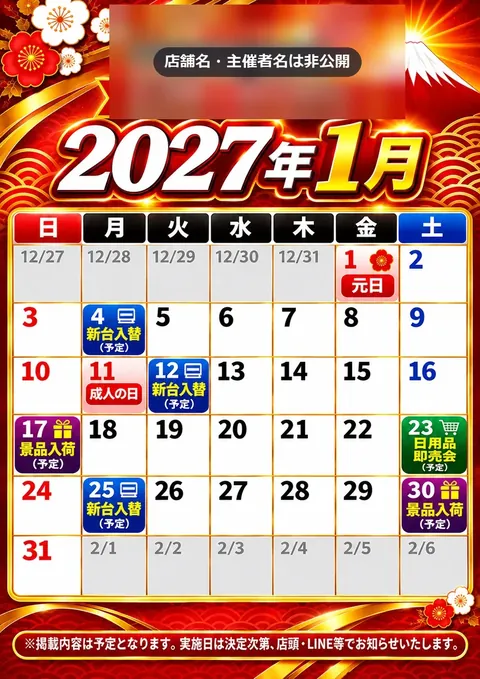 店舗名・主催者名は非公開
2027年1月
日 月 火 水 木 金 土
12/27 12/28 12/29 12/30 12/31 1 2
元日
3 4 5 6 7 8 9
新台入替
(予定)
10 11 12 13 14 15 16
成人の日 新台入替
(予定)
17 18 19 20 21 22 23
景品入荷 日用品
(予定) 即売会
(予定)
24 25 26 27 28 29 30
新台入替 景品入荷
(予定) (予定)
31 2/1 2/2 2/3 2/4 2/5 2/6
※掲載内容は予定となります。実施日は決定次第、店頭・LINE等でお知らせいたします。